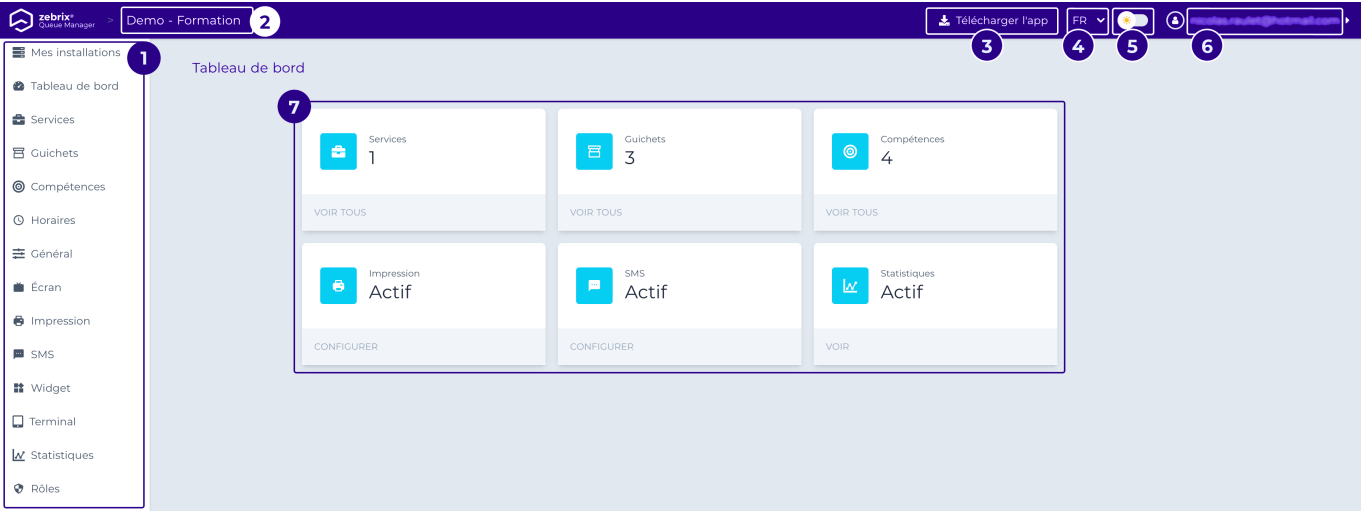 zebrix®
Queue Manager
> Demo - Formation 2
Télécharger l'app
FR
3
4
5
6
1
Mes installations
Tableau de bord
Services
Guichets
Compétences
Horaires
Général
Écran
Impression
SMS
Widget
Terminal
Statistiques
Rôles
Tableau de bord
7
Services
1
VOIR TOUS
Guichets
3
VOIR TOUS
Compétences
4
VOIR TOUS
Impression
Actif
CONFIGURER
SMS
Actif
CONFIGURER
Statistiques
Actif
VOIR